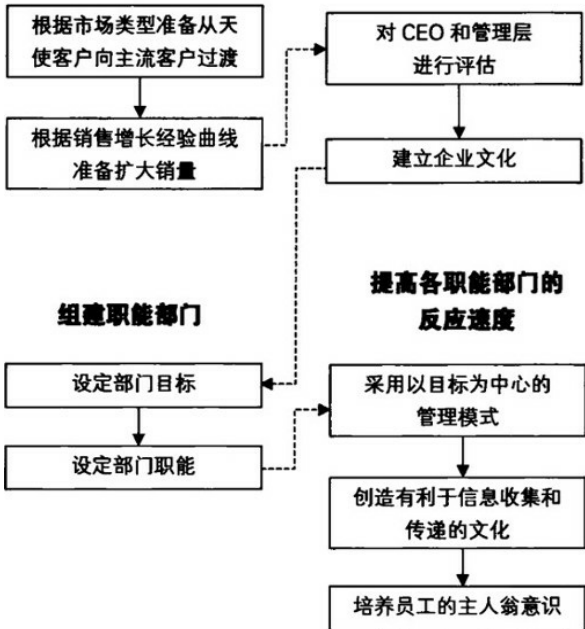 根据市场类型准备从天
使客户向主流客户过渡
根据销售增长经验曲线
准备扩大销量
对 CEO 和管理层
进行评估
建立企业文化
组建职能部门
设定部门目标
设定部门职能
提高各职能部门的
反应速度
采用以目标为中心的
管理模式
创造有利于信息收集和
传递的文化
培养员工的主人翁意识